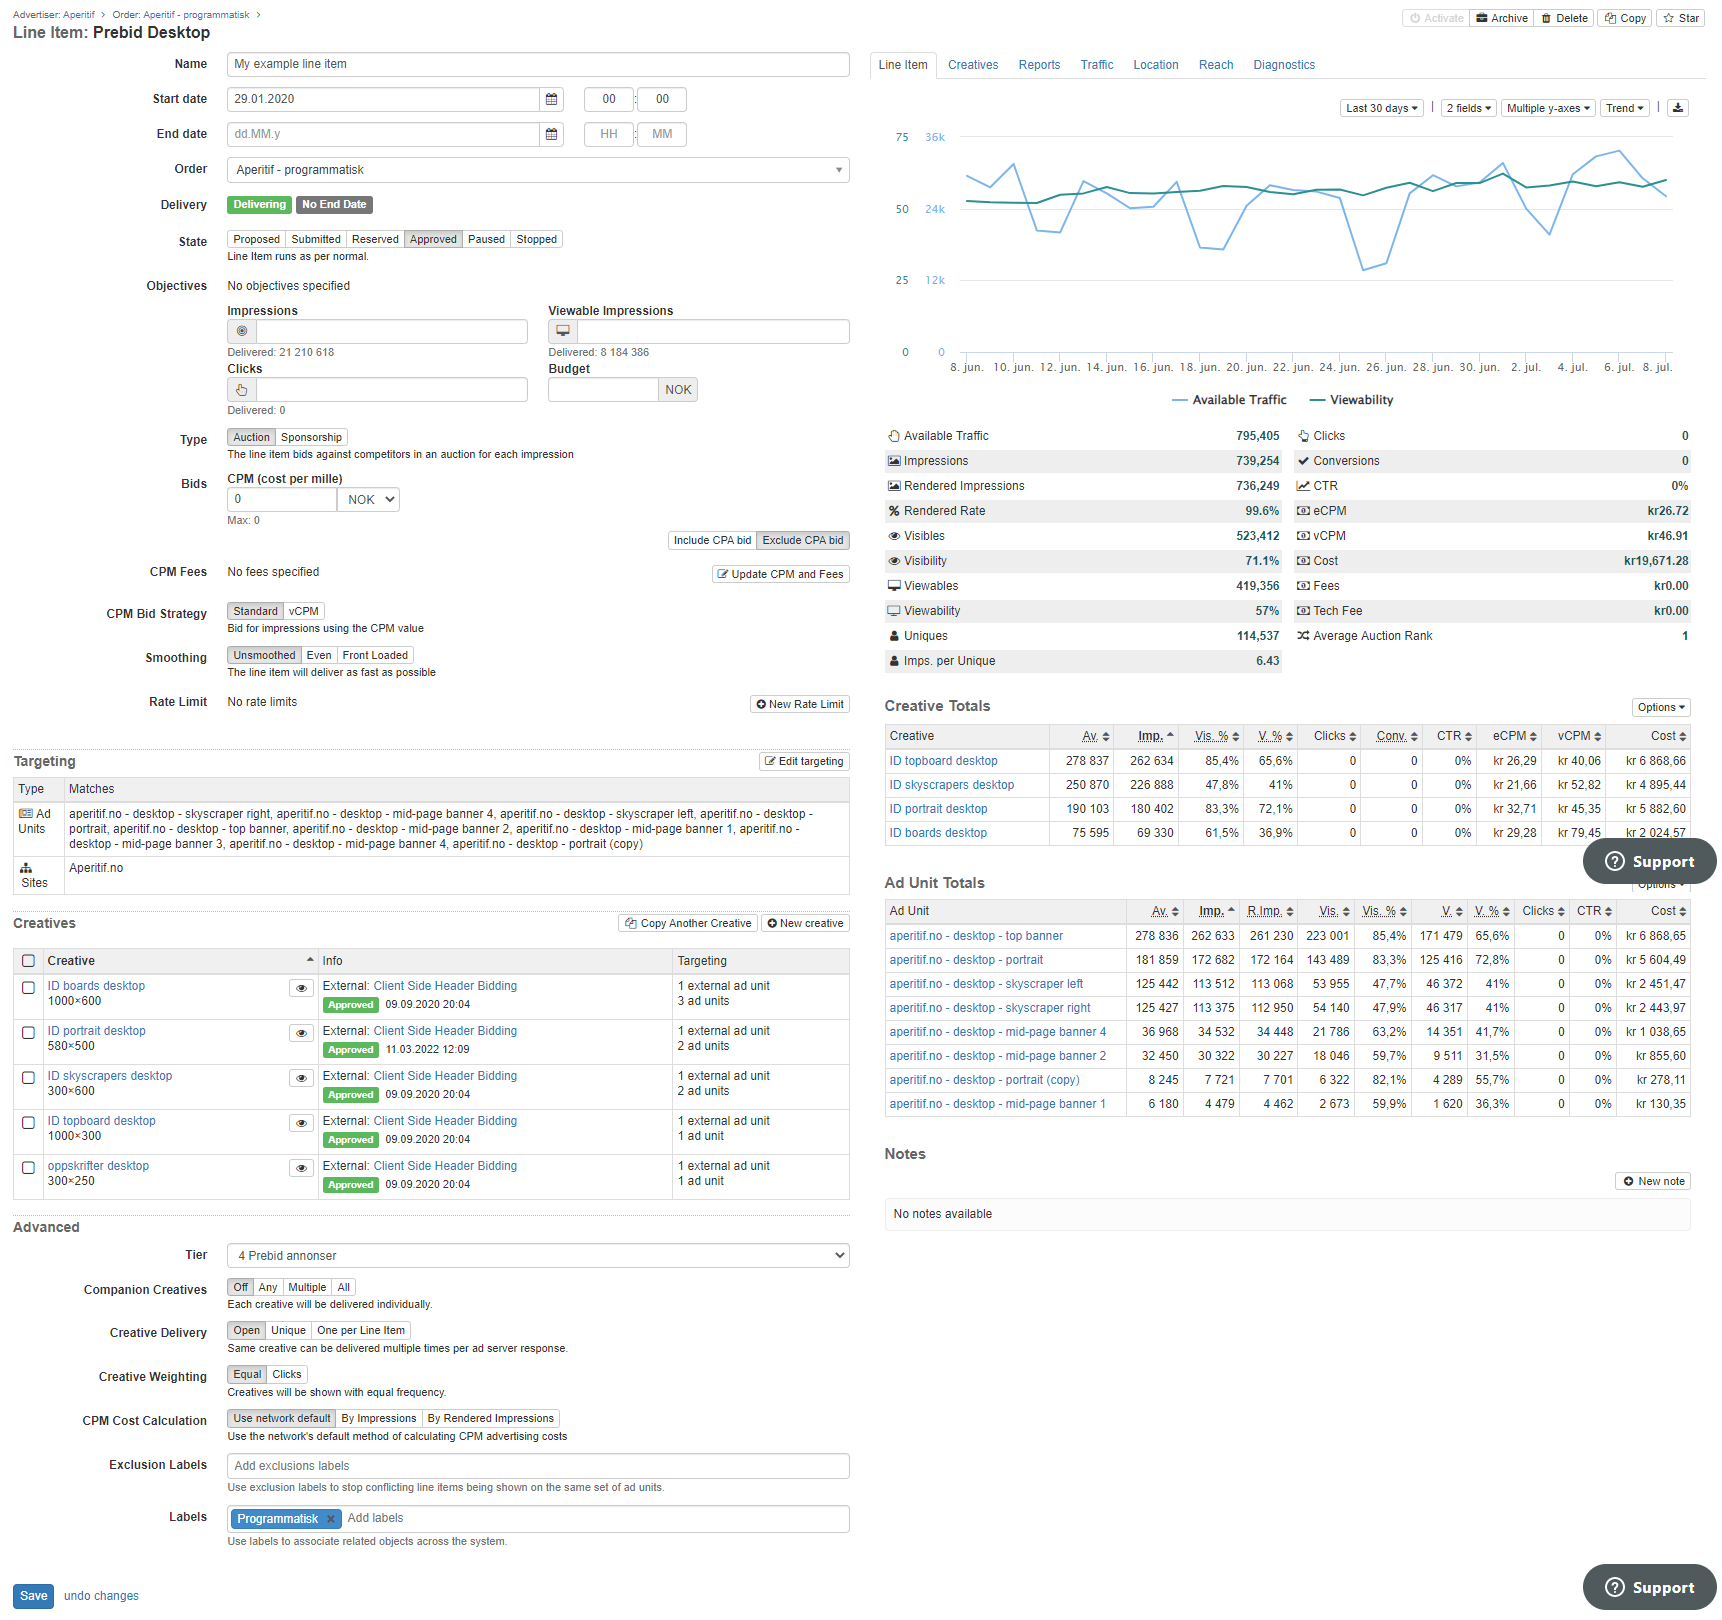 Advertiser: Aperitif > Order: Aperitif - programmatisk >
Line Item: Prebid Desktop
Activate Archive Delete Copy Star
Name My example line item
Start date 29.01.2020 00 : 00
End date dd.MM.y HH : MM
Order Aperitif - programmatisk
Delivery Delivering No End Date
State Proposed Submitted Reserved Approved Paused Stopped
Line Item runs as per normal.
Objectives No objectives specified
Impressions Viewable Impressions
Delivered: 21 210 618 Delivered: 8 184 386
Clicks Budget
NOK
Delivered: 0
Type Auction Sponsorship
The line item bids against competitors in an auction for each impression
Bids CPM (cost per mille)
0 NOK
Max: 0
Include CPA bid Exclude CPA bid
CPM Fees No fees specified Update CPM and Fees
CPM Bid Strategy Standard vCPM
Bid for impressions using the CPM value
Smoothing Unsmoothed Even Front Loaded
The line item will deliver as fast as possible
Rate Limit No rate limits New Rate Limit
Targeting Edit targeting
Type Matches
Ad Units aperitif.no - desktop - skyscraper right, aperitif.no - desktop - mid-page banner 4, aperitif.no - desktop - skyscraper left, aperitif.no - desktop -
portrait, aperitif.no - desktop - top banner, aperitif.no - desktop - mid-page banner 2, aperitif.no - desktop - mid-page banner 1, aperitif.no -
desktop - mid-page banner 3, aperitif.no - desktop - mid-page banner 4, aperitif.no - desktop - portrait (copy)
Sites Aperitif.no
Creatives Copy Another Creative New creative
Creative Info Targeting
ID boards desktop External: Client Side Header Bidding 1 external ad unit
1000×600 Approved 09.09.2020 20:04 3 ad units
ID portrait desktop External: Client Side Header Bidding 1 external ad unit
580×500 Approved 11.03.2022 12:09 2 ad units
ID skyscrapers desktop External: Client Side Header Bidding 1 external ad unit
300×600 Approved 09.09.2020 20:04 2 ad units
ID topboard desktop External: Client Side Header Bidding 1 external ad unit
1000×300 Approved 09.09.2020 20:04 1 ad unit
oppskrifter desktop External: Client Side Header Bidding 1 external ad unit
300×250 Approved 09.09.2020 20:04 1 ad unit
Advanced
Tier 4 Prebid annonser
Companion Creatives Off Any Multiple All
Each creative will be delivered individually.
Creative Delivery Open Unique One per Line Item
Same creative can be delivered multiple times per ad server response.
Creative Weighting Equal Clicks
Creatives will be shown with equal frequency.
CPM Cost Calculation Use network default By Impressions By Rendered Impressions
Use the network's default method of calculating CPM advertising costs
Exclusion Labels Add exclusions labels
Use exclusion labels to stop conflicting line items being shown on the same set of ad units.
Labels Programmatisk × Add labels
Use labels to associate related objects across the system.
Save undo changes
Line Item Creatives Reports Traffic Location Reach Diagnostics
Last 30 days | 2 fields Multiple y-axes Trend |
75 36k
50 24k
25 12k
0 0
8. jun. 10. jun. 12. jun. 14. jun. 16. jun. 18. jun. 20. jun. 22. jun. 24. jun. 26. jun. 28. jun. 30. jun. 2. jul. 4. jul. 6. jul. 8. jul.
Available Traffic Viewability
Available Traffic 795,405 Clicks 0
Impressions 739,254 Conversions 0
Rendered Impressions 736,249 CTR 0%
Rendered Rate 99.6% eCPM kr26.72
Visibles 523,412 vCPM kr46.91
Visibility 71.1% Cost kr19,671.28
Viewables 419,356 Fees kr0.00
Viewability 57% Tech Fee kr0.00
Uniques 114,537 Average Auction Rank 1
Imps. per Unique 6.43
Creative Totals Options
Creative Av. Imp. Vis. % V. % Clicks Conv. CTR eCPM vCPM Cost
ID topboard desktop 278 837 262 634 85,4% 65,6% 0 0 0% kr 26,29 kr 40,06 kr 6 868,66
ID skyscrapers desktop 250 870 226 888 47,8% 41% 0 0 0% kr 21,66 kr 52,82 kr 4 895,44
ID portrait desktop 190 103 180 402 83,3% 72,1% 0 0 0% kr 32,71 kr 45,35 kr 5 882,60
ID boards desktop 75 595 69 330 61,5% 36,9% 0 0 0% kr 29,28 kr 79,45 kr 2 024,57
Support
Ad Unit Totals Options
Ad Unit Av. Imp. R.Imp. Vis. Vis. % V. V. % Clicks CTR Cost
aperitif.no - desktop - top banner 278 836 262 633 261 230 223 001 85,4% 171 479 65,6% 0 0% kr 6 868,65
aperitif.no - desktop - portrait 181 859 172 682 172 164 143 489 83,3% 125 416 72,8% 0 0% kr 5 604,49
aperitif.no - desktop - skyscraper left 125 442 113 512 113 068 53 955 47,7% 46 372 41% 0 0% kr 2 451,47
aperitif.no - desktop - skyscraper right 125 427 113 375 112 950 54 140 47,9% 46 317 41% 0 0% kr 2 443,97
aperitif.no - desktop - mid-page banner 4 36 968 34 532 34 448 21 786 63,2% 14 351 41,7% 0 0% kr 1 038,65
aperitif.no - desktop - mid-page banner 2 32 450 30 322 30 227 18 046 59,7% 9 511 31,5% 0 0% kr 855,60
aperitif.no - desktop - portrait (copy) 8 245 7 721 7 701 6 322 82,1% 4 289 55,7% 0 0% kr 278,11
aperitif.no - desktop - mid-page banner 1 6 180 4 479 4 462 2 673 59,9% 1 620 36,3% 0 0% kr 130,35
Notes
New note
No notes available
Support